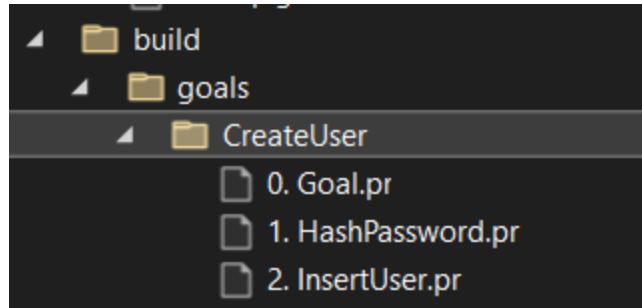 build
goals
CreateUser
0. Goal.pr
1. HashPassword.pr
2. InsertUser.pr